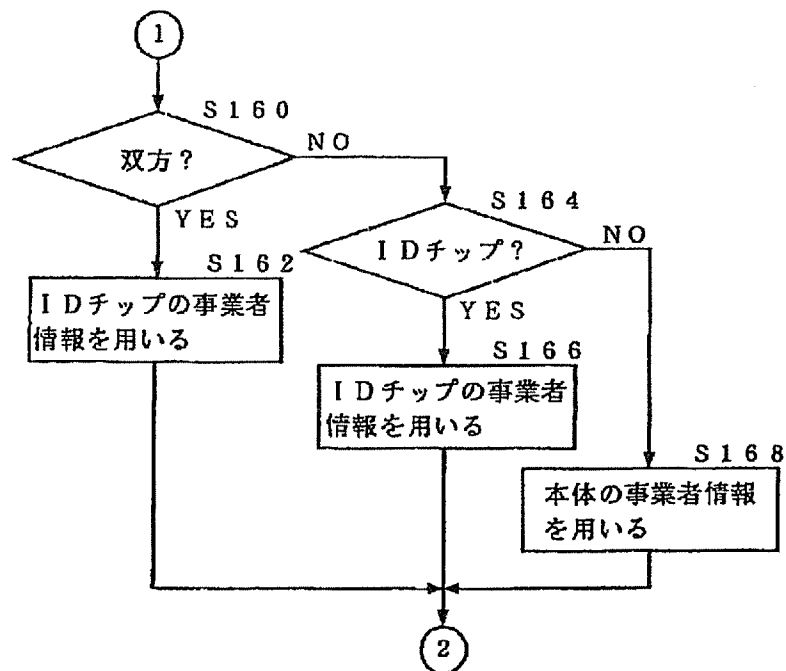 1
S160
双方?
NO
YES
S164
IDチップ?
NO
YES
S162
IDチップの事業者
情報を用いる
S166
IDチップの事業者
情報を用いる
S168
本体の事業者情報
を用いる
2